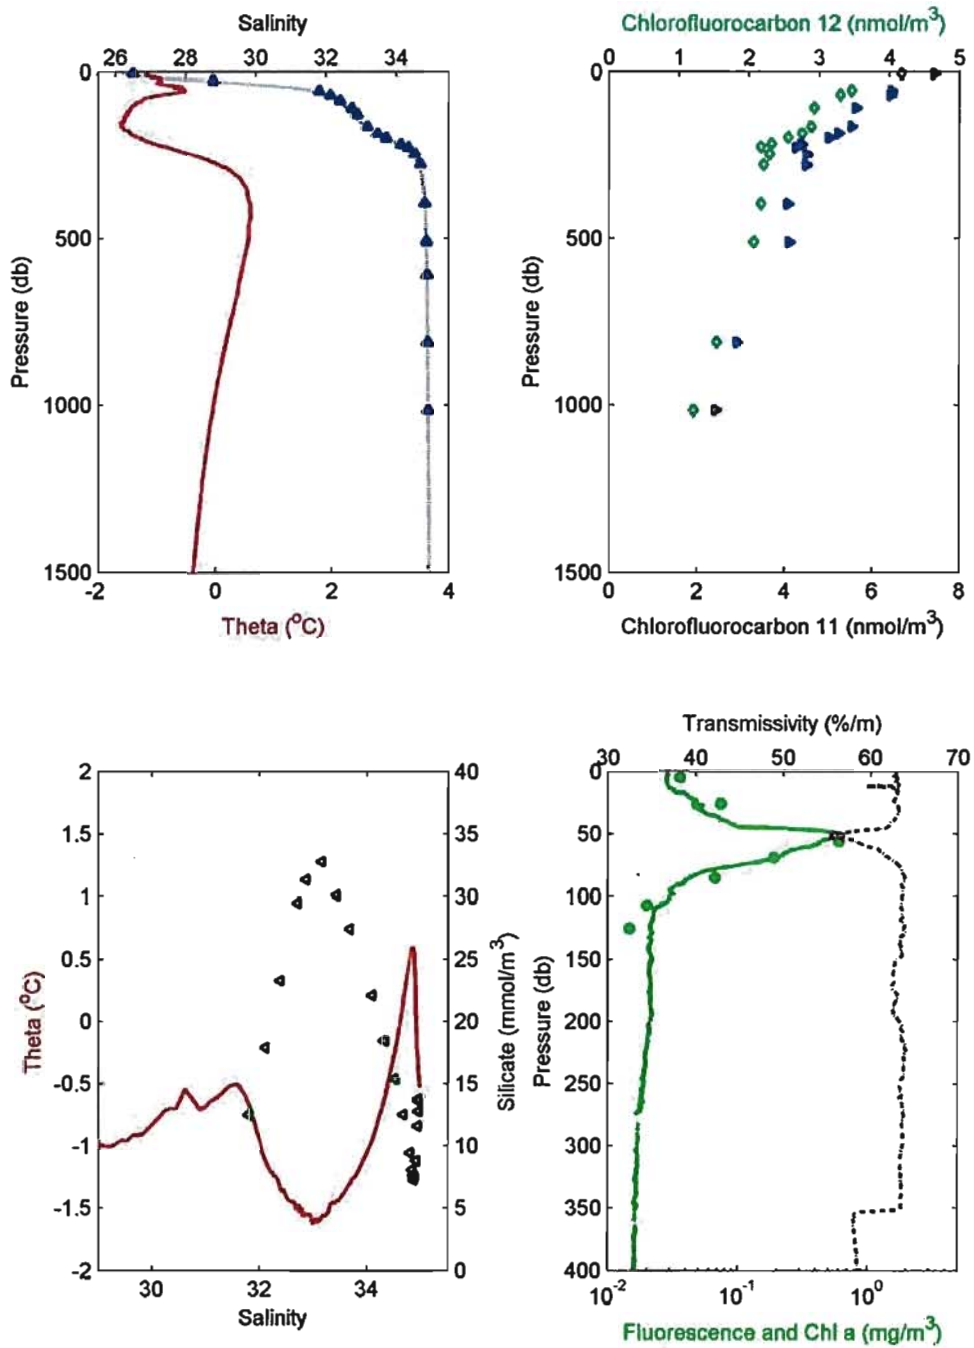 Salinity
26 28 30 32 34
0
500
1000
1500
Pressure (db)
-2 0 2 4
Theta (°C)
Chlorofluorocarbon 12 (nmol/m³)
0 1 2 3 4 5
0
500
1000
1500
Pressure (db)
0 2 4 6 8
Chlorofluorocarbon 11 (nmol/m³)
2
1.5
1
0.5
0
-0.5
-1
-1.5
-2
Theta (°C)
40
35
30
25
20
15
10
5
0
Silicate (mmol/m³)
30 32 34
Salinity
Transmissivity (%/m)
30 40 50 60 70
0
50
100
150
200
250
300
350
400
Pressure (db)
10⁻² 10⁻¹ 10⁰
Fluorescence and Chl a (mg/m³)